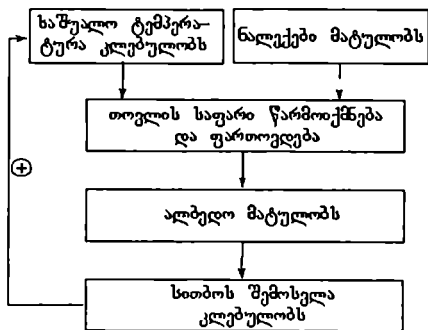 საშუალო ტემპერა-
ტურა კლებულობს
ნალექები მატულობს
თოვლის საფარი წარმოიქმნება
და ფართოვდება
ალბედო მატულობს
სითბოს შემოსვლა
კლებულობს
+